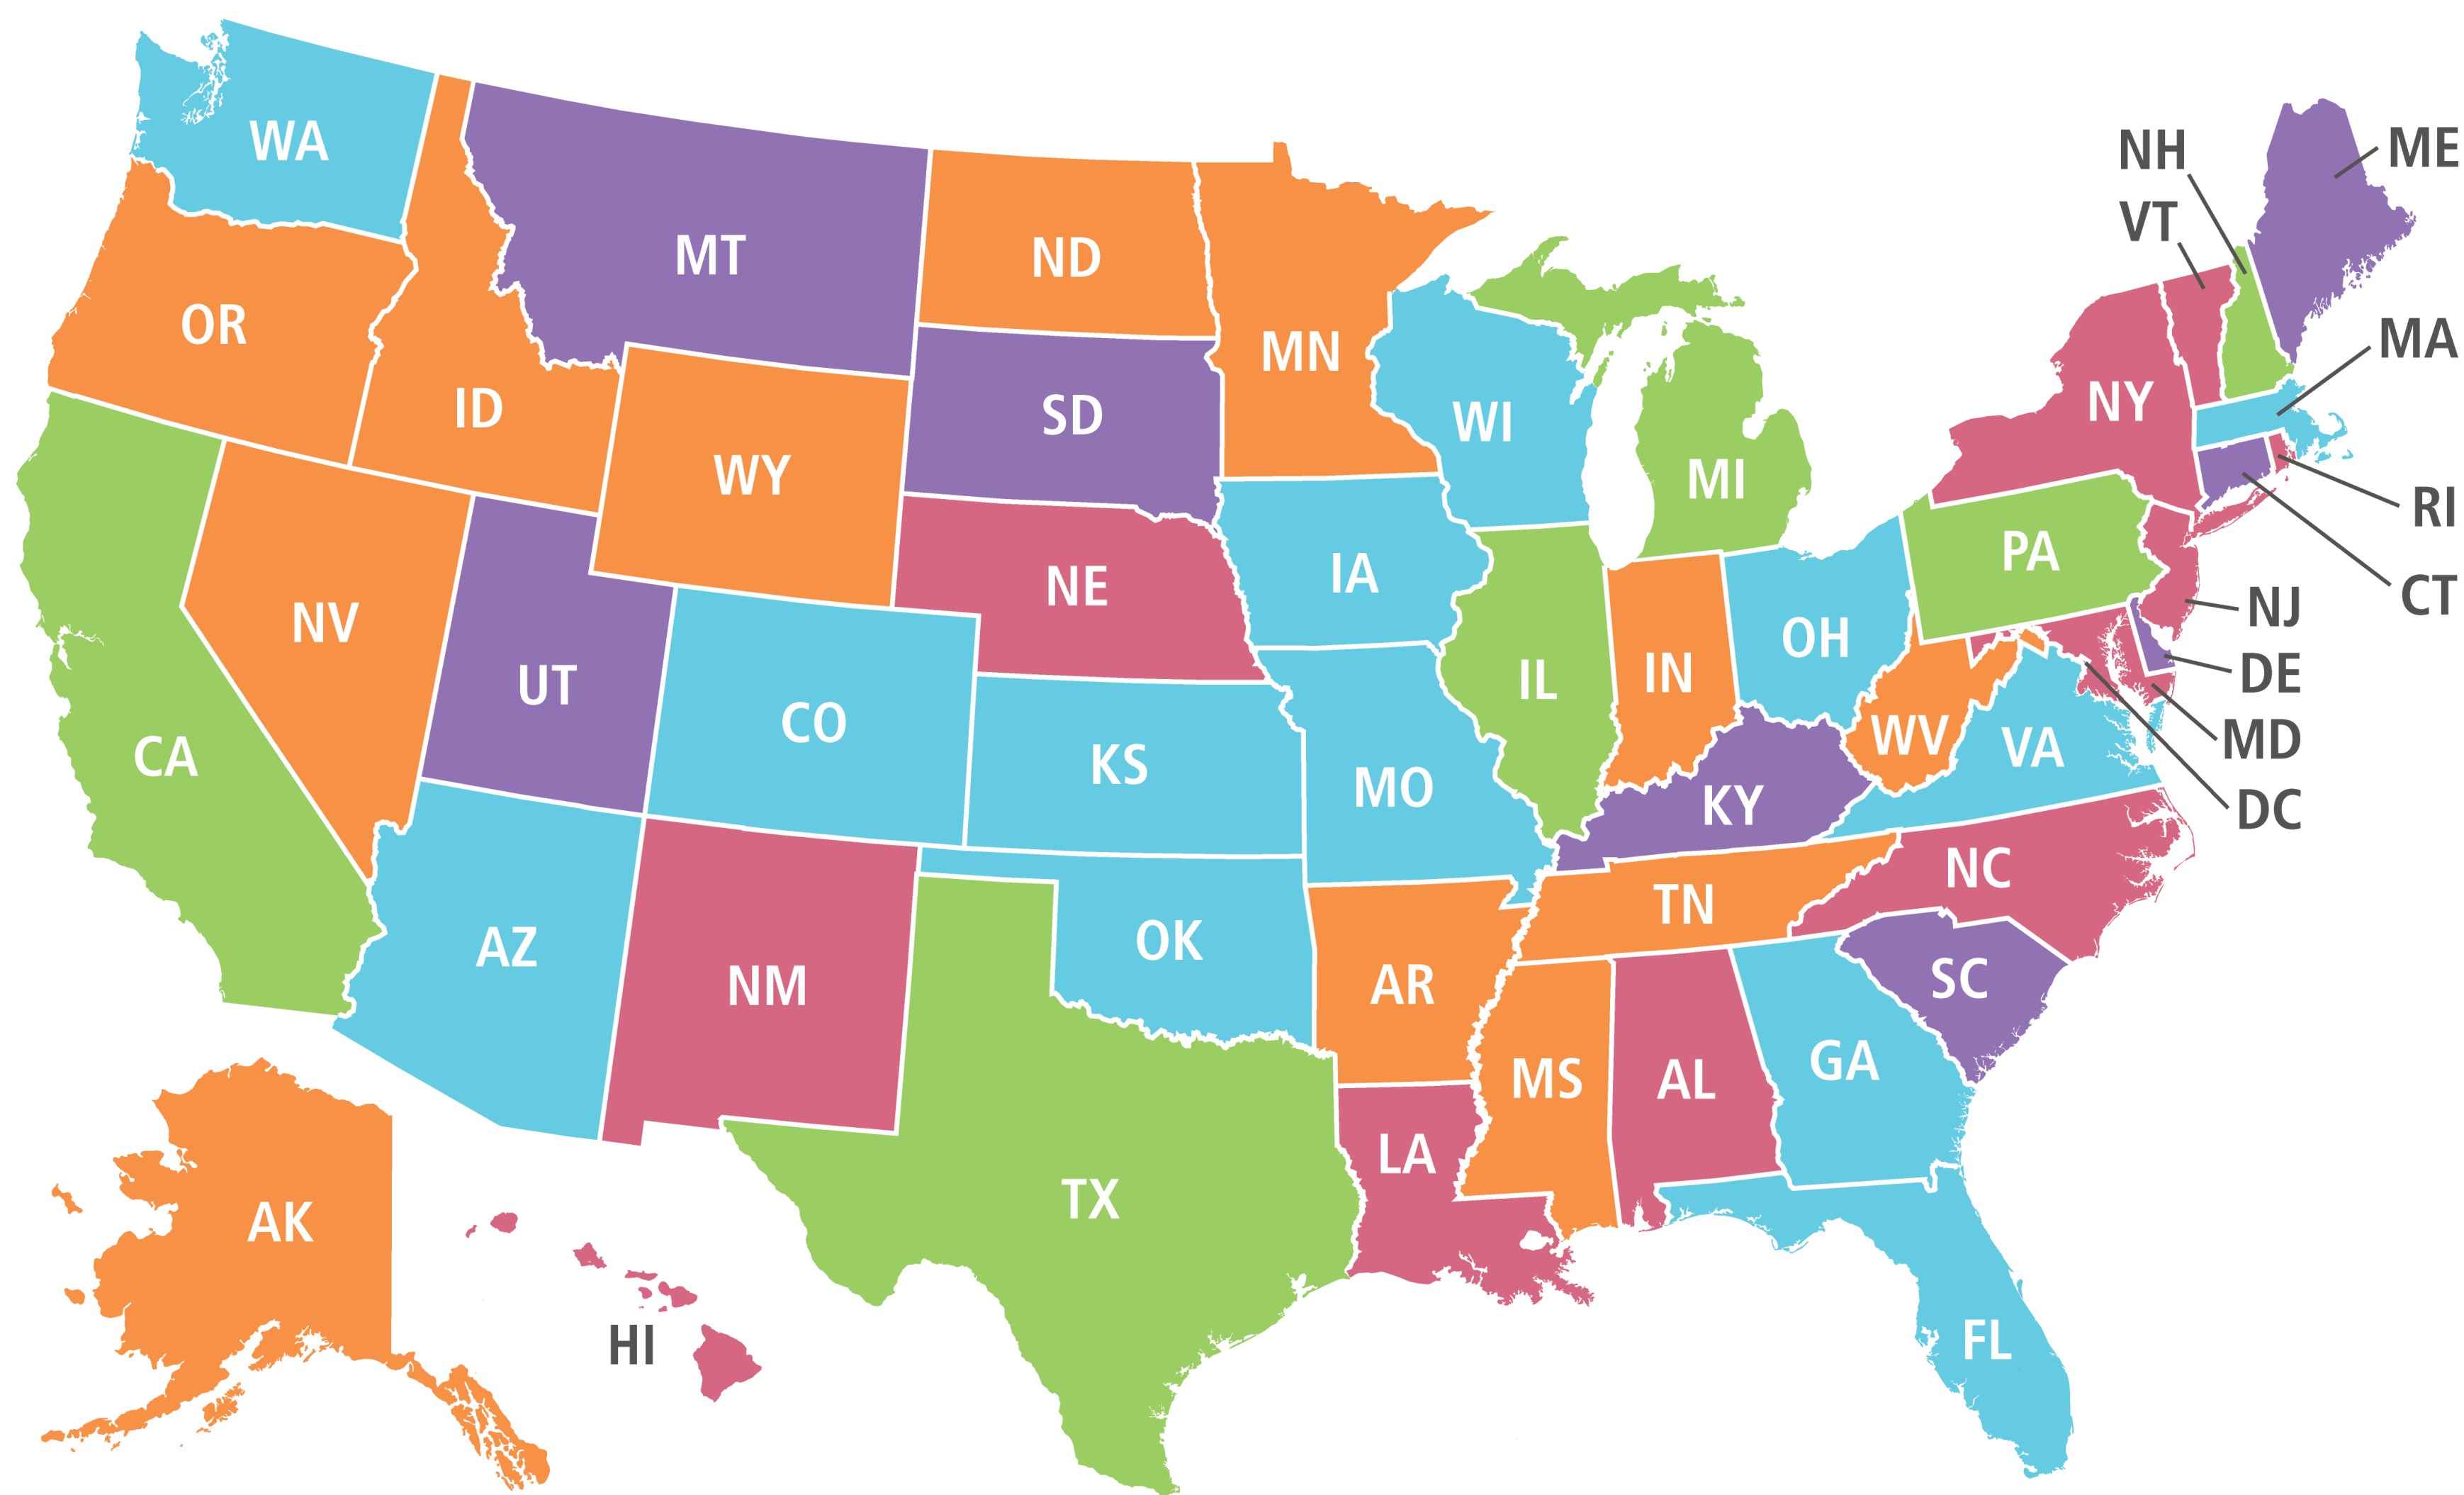 WA
MT
ND
MN
OR
ID
WY
SD
WI
MI
NH
VT
ME
NY
MA
RI
CT
NV
UT
CO
NE
IA
IL
IN
OH
PA
NJ
DE
MD
DC
CA
KS
MO
KY
WV
VA
AZ
NM
OK
AR
TN
NC
SC
TX
LA
MS
AL
GA
FL
AK
HI